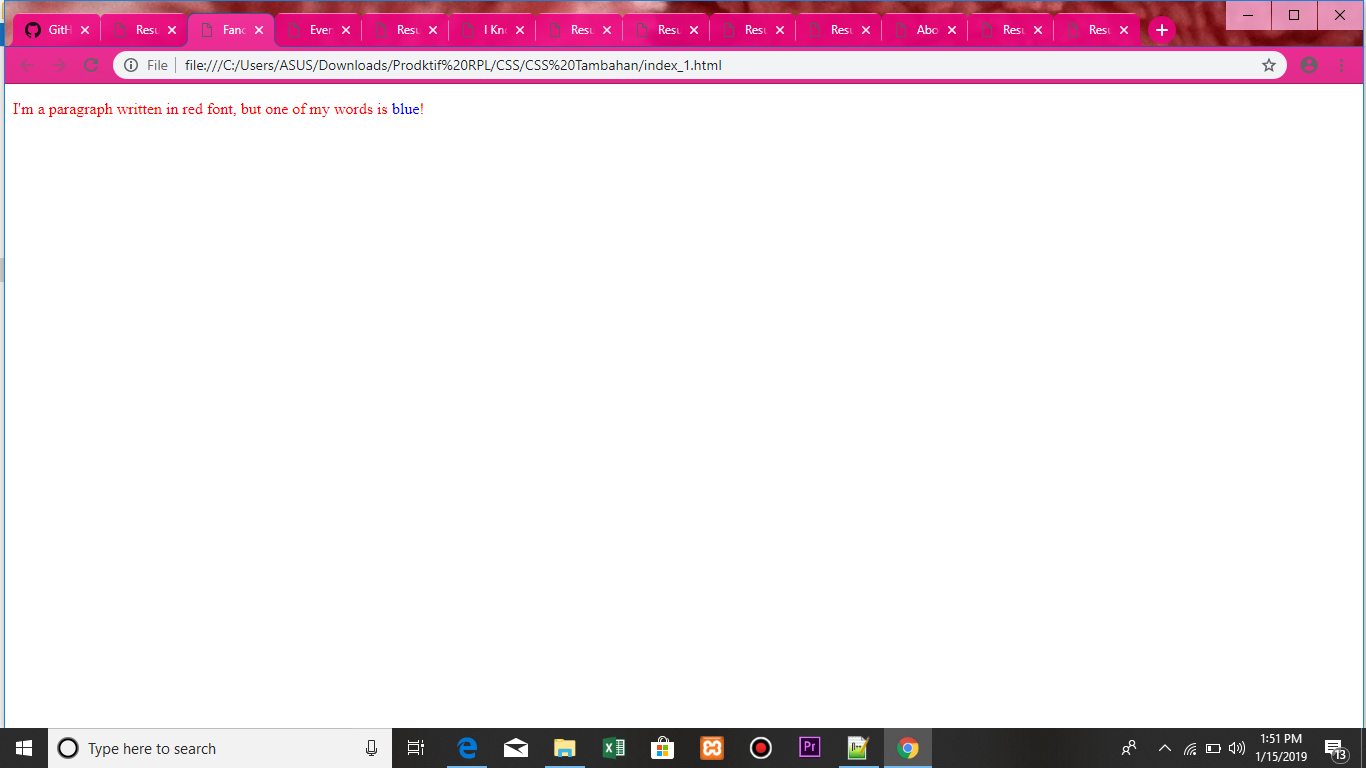 GitH
Resu
Fanc
Ever
Resu
I Kno
Resu
Resu
Resu
Resu
Abo
Resu
Resu
File
file:///C:/Users/ASUS/Downloads/Prodktif%20RPL/CSS/CSS%20Tambahan/index_1.html
I'm a paragraph written in red font, but one of my words is blue!
Type here to search
Pr
1:51 PM
1/15/2019
13